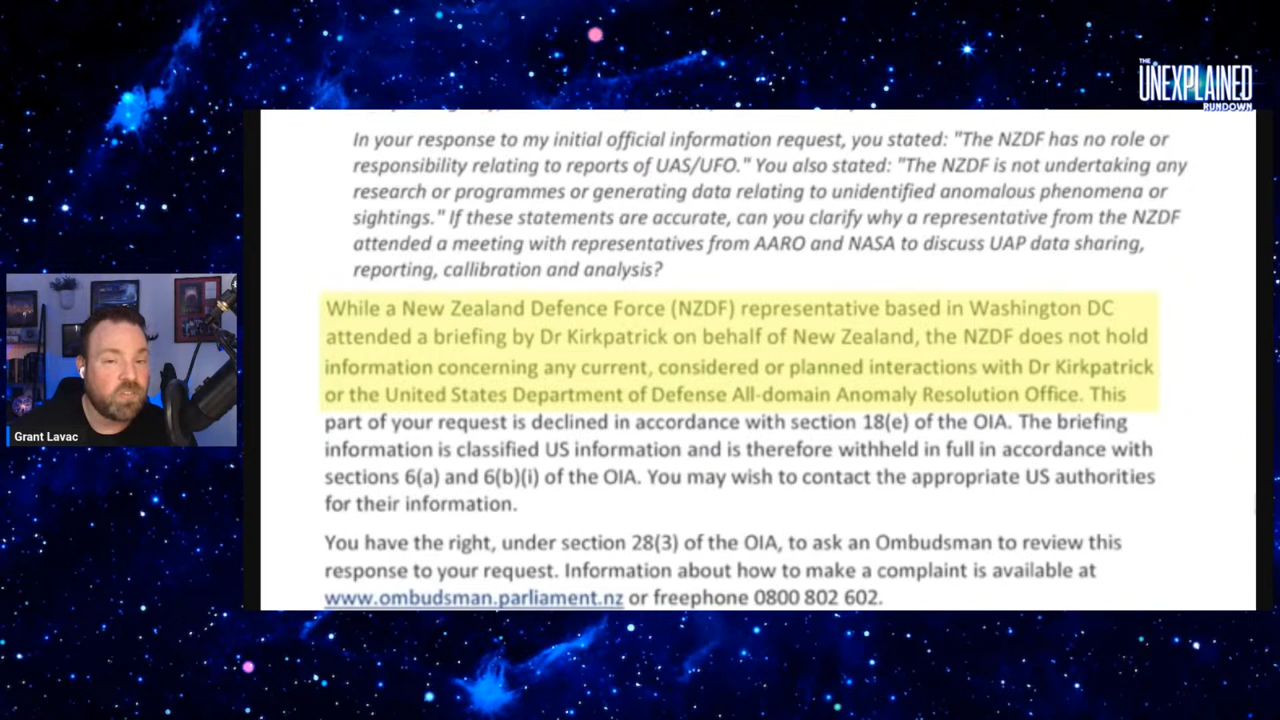 THE
UNEXPLAINED
RUNDOWN
In your response to my initial official information request, you stated: "The NZDF has no role or
responsibility relating to reports of UAS/UFO." You also stated: "The NZDF is not undertaking any
research or programmes or generating data relating to unidentified anomalous phenomena or
sightings." If these statements are accurate, can you clarify why a representative from the NZDF
attended a meeting with representatives from AARO and NASA to discuss UAP data sharing,
reporting, callibration and analysis?
While a New Zealand Defence Force (NZDF) representative based in Washington DC
attended a briefing by Dr Kirkpatrick on behalf of New Zealand, the NZDF does not hold
information concerning any current, considered or planned interactions with Dr Kirkpatrick
or the United States Department of Defense All-domain Anomaly Resolution Office. This
part of your request is declined in accordance with section 18(e) of the OIA. The briefing
information is classified US information and is therefore withheld in full in accordance with
sections 6(a) and 6(b)(i) of the OIA. You may wish to contact the appropriate US authorities
for their information.
You have the right, under section 28(3) of the OIA, to ask an Ombudsman to review this
response to your request. Information about how to make a complaint is available at
www.ombudsman.parliament.nz or freephone 0800 802 602.
Grant Lavac